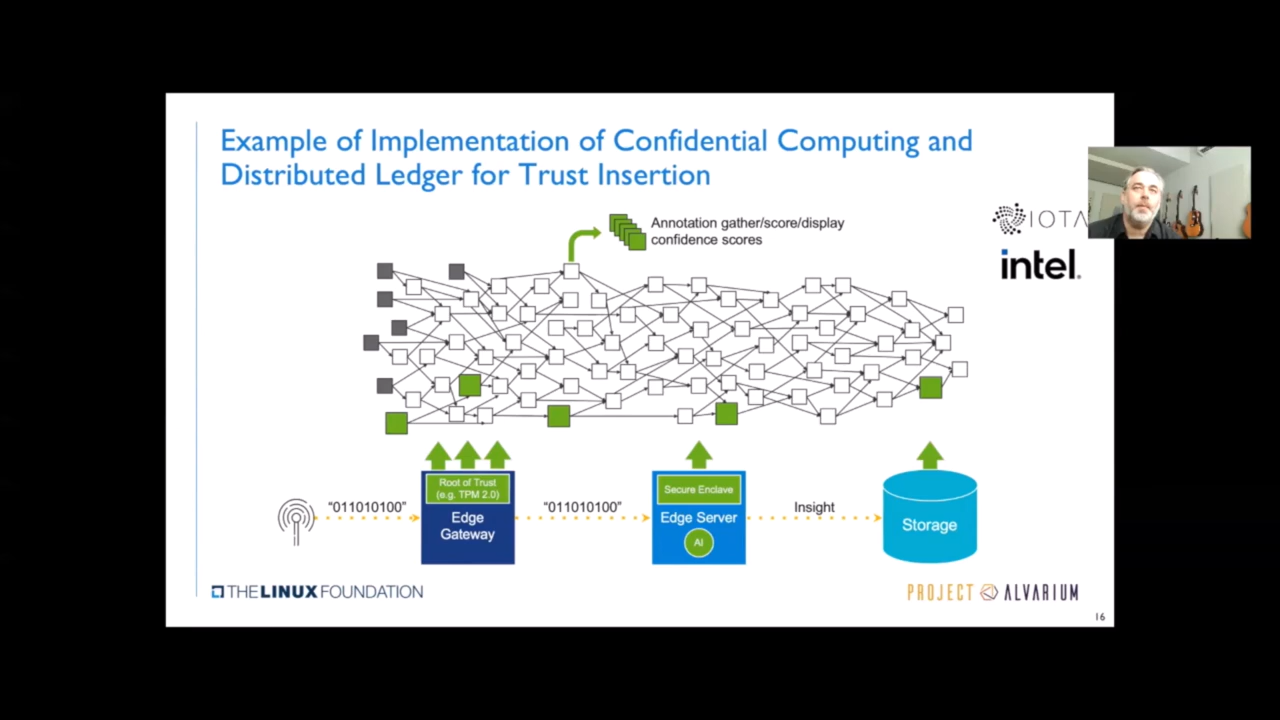 Example of Implementation of Confidential Computing and
Distributed Ledger for Trust Insertion
Annotation gather/score/display
confidence scores
IOTA
intel.
Root of Trust
(e.g. TPM 2.0)
Edge
Gateway
"011010100"
"011010100"
Secure Enclave
Edge Server
AI
Insight
Storage
THE LINUX FOUNDATION
PROJECT ALVARIUM
16